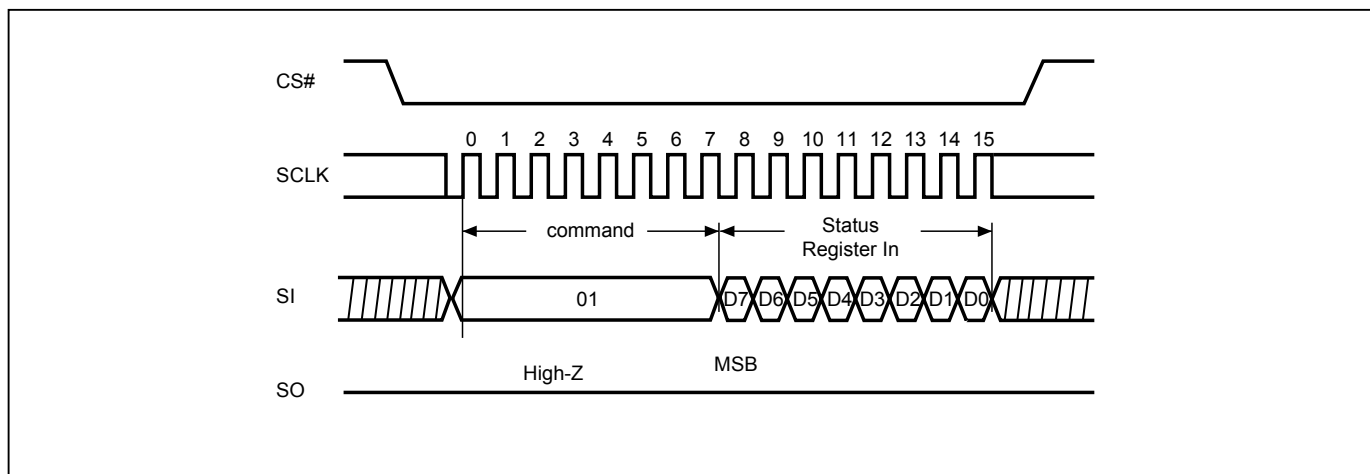 CS#
0 1 2 3 4 5 6 7 8 9 10 11 12 13 14 15
SCLK
command
Status
Register In
SI
01
D7 D6 D5 D4 D3 D2 D1 D0
High-Z
MSB
SO